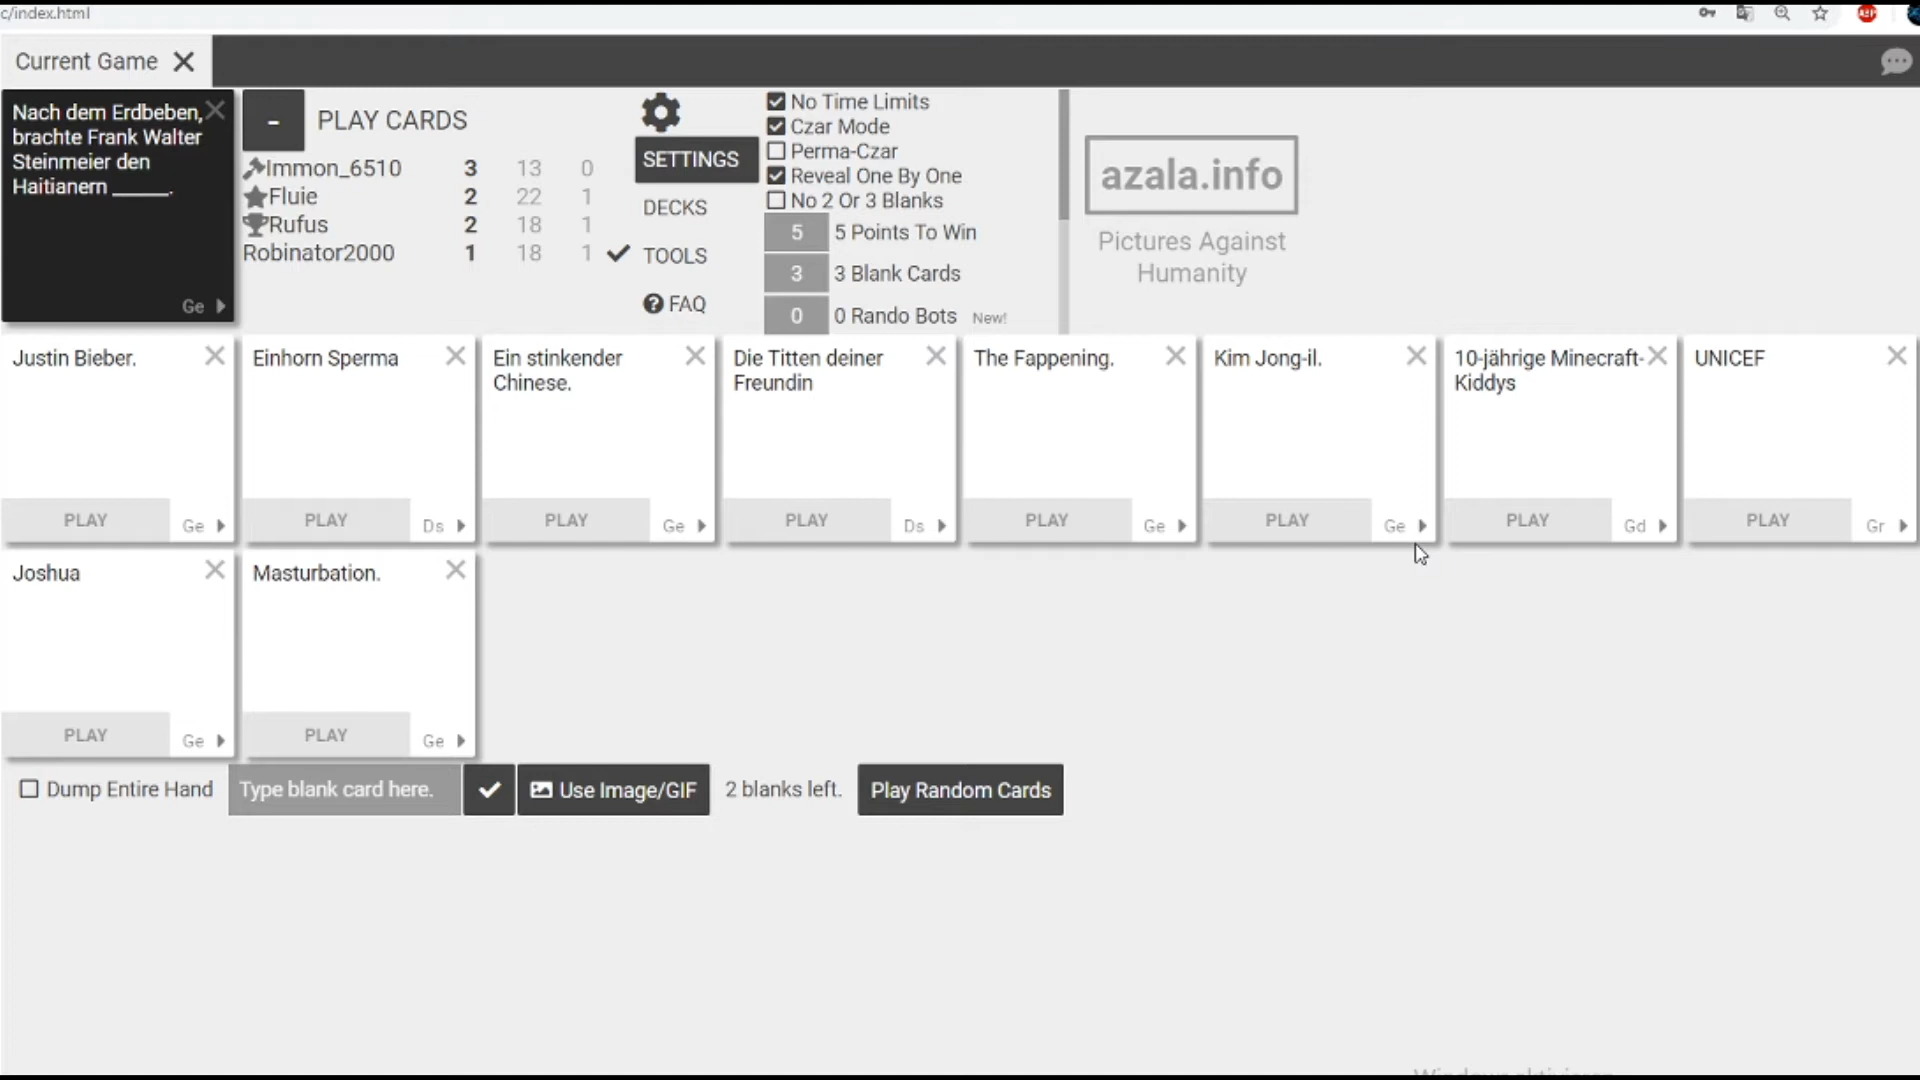 c/index.html
ABP
Current Game
Nach dem Erdbeben,
brachte Frank Walter
Steinmeier den
Haitianern _____.
Ge
-
PLAY CARDS
Immon_6510 3 13 0
Fluie 2 22 1
Rufus 2 18 1
Robinator2000 1 18 1
SETTINGS
DECKS
TOOLS
? FAQ
No Time Limits
Czar Mode
Perma-Czar
Reveal One By One
No 2 Or 3 Blanks
5 5 Points To Win
3 3 Blank Cards
0 0 Rando Bots New!
azala.info
Pictures Against
Humanity
Justin Bieber.
PLAY Ge
Einhorn Sperma
PLAY Ds
Ein stinkender
Chinese.
PLAY Ge
Die Titten deiner
Freundin
PLAY Ds
The Fappening.
PLAY Ge
Kim Jong-il.
PLAY Ge
10-jährige Minecraft-
Kiddys
PLAY Gd
UNICEF
PLAY Gr
Joshua
PLAY Ge
Masturbation.
PLAY Ge
Dump Entire Hand
Type blank card here.
Use Image/GIF
2 blanks left.
Play Random Cards
Windows aktivieren